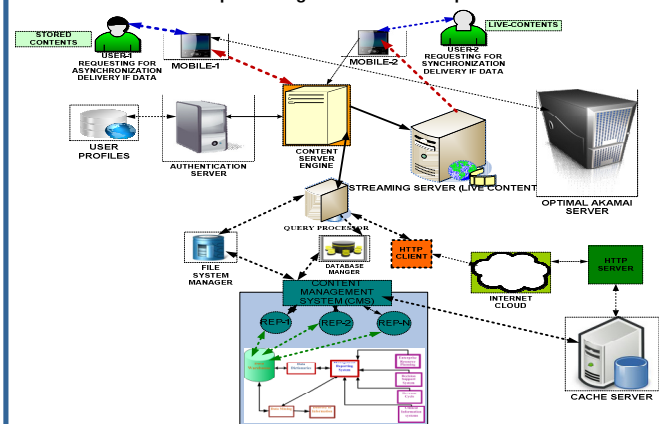 STORED
CONTENTS
USER-1
REQUESTING FOR
ASYNCHRONIZATION
DELIVERY IF DATA
MOBILE-1
MOBILE-2
LIVE-CONTENTS
USER-2
REQUESTING FOR
SYNCHRONIZATION
DELIVERY IF DATA
USER
PROFILES
AUTHENTICATION
SERVER
CONTENT
SERVER
ENGINE
STREAMING SERVER (LIVE CONTENT
OPTIMAL AKAMAI
SERVER
QUERY PROCESSOR
FILE
SYSTEM
MANAGER
DATABASE
MANGER
HTTP
CLIENT
INTERNET
CLOUD
HTTP
SERVER
CONTENT
MANAGEMENT
SYSTEM (CMS)
REP-1
REP-2
REP-N
CACHE SERVER
Reporting
System